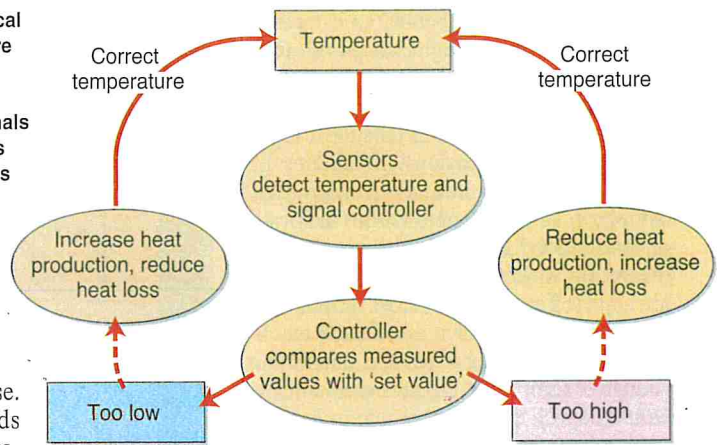 Temperature
Correct
temperature
Correct
temperature
Sensors
detect temperature and
signal controller
Increase heat
production, reduce
heat loss
Reduce heat
production, increase
heat loss
Controller
compares measured
values with ‘set value’
Too low
Too high